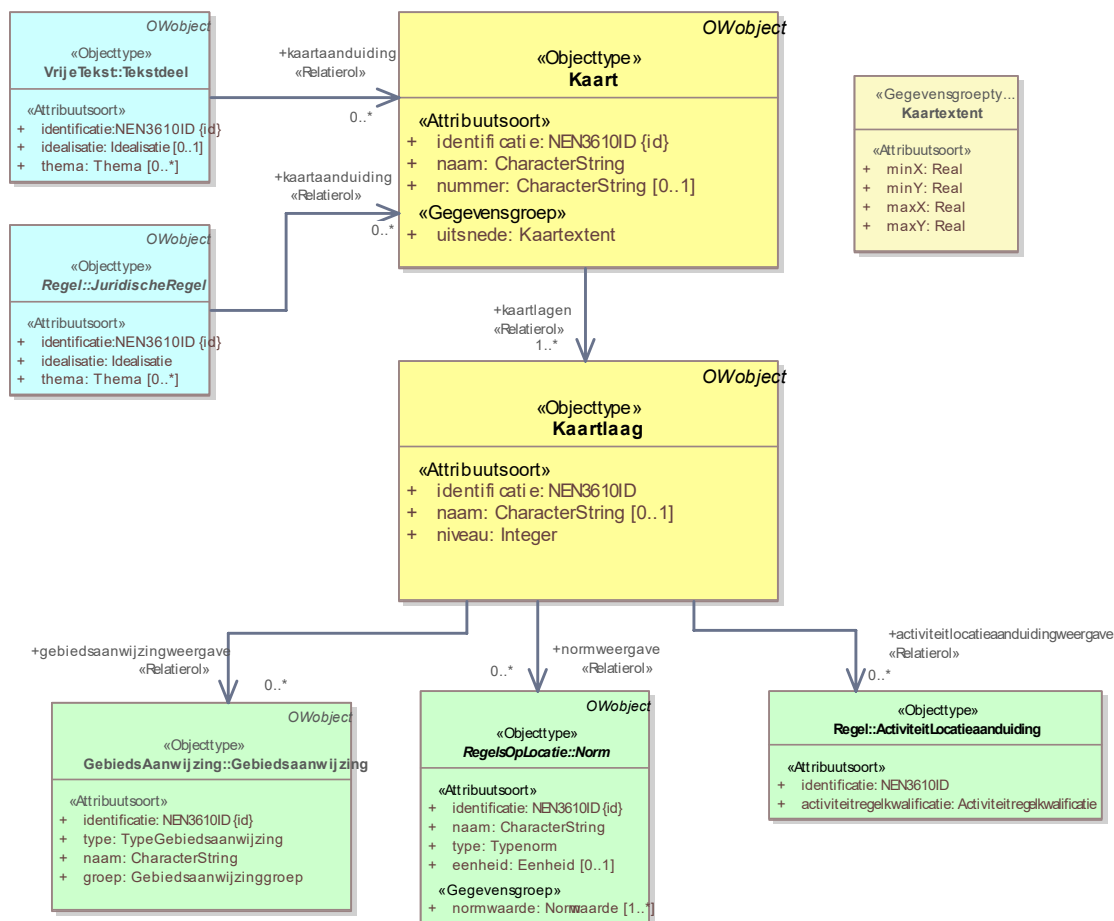 OWobject
«Objecttype»
VrijeTekst::Tekstdeel
«Attribuutsoort»
+ identificatie:NEN3610ID {id}
+ idealisatie: Idealisatie [0..1]
+ thema: Thema [0..*]
+kaartaanduiding
«Relatierol»
0..*
OWobject
«Objecttype»
Kaart
«Attribuutsoort»
+ identificatie: NEN3610ID {id}
+ naam: CharacterString
+ nummer: CharacterString [0..1]
«Gegevensgroep»
+ uitsnede: Kaartextent
«Gegevensgroepty...
Kaartextent
«Attribuutsoort»
+ minX: Real
+ minY: Real
+ maxX: Real
+ maxY: Real
+kaartaanduiding
«Relatierol»
0..*
OWobject
«Objecttype»
Regel::JuridischeRegel
«Attribuutsoort»
+ identificatie:NEN3610ID {id}
+ idealisatie: Idealisatie
+ thema: Thema [0..*]
+kaartlagen
«Relatierol»
1..*
OWobject
«Objecttype»
Kaartlaag
«Attribuutsoort»
+ identificatie: NEN3610ID
+ naam: CharacterString [0..1]
+ niveau: Integer
+gebiedsaanwijzingweergave
«Relatierol»
0..*
+normweergave
«Relatierol»
0..*
+activiteitlocatieaanduidingweergave
«Relatierol»
0..*
OWobject
«Objecttype»
GebiedsAanwijzing::Gebiedsaanwijzing
«Attribuutsoort»
+ identificatie: NEN3610ID {id}
+ type: TypeGebiedsaanwijzing
+ naam: CharacterString
+ groep: Gebiedsaanwijzinggroep
OWobject
«Objecttype»
RegelsOpLocatie::Norm
«Attribuutsoort»
+ identificatie: NEN3610ID {id}
+ naam: CharacterString
+ type: Typenorm
+ eenheid: Eenheid [0..1]
«Gegevensgroep»
+ normwaarde: Normwaarde [1..*]
«Objecttype»
Regel::ActiviteitLocatieaanduiding
«Attribuutsoort»
+ identificatie: NEN3610ID
+ activiteitregelkwalificatie: Activiteitregelkwalificatie